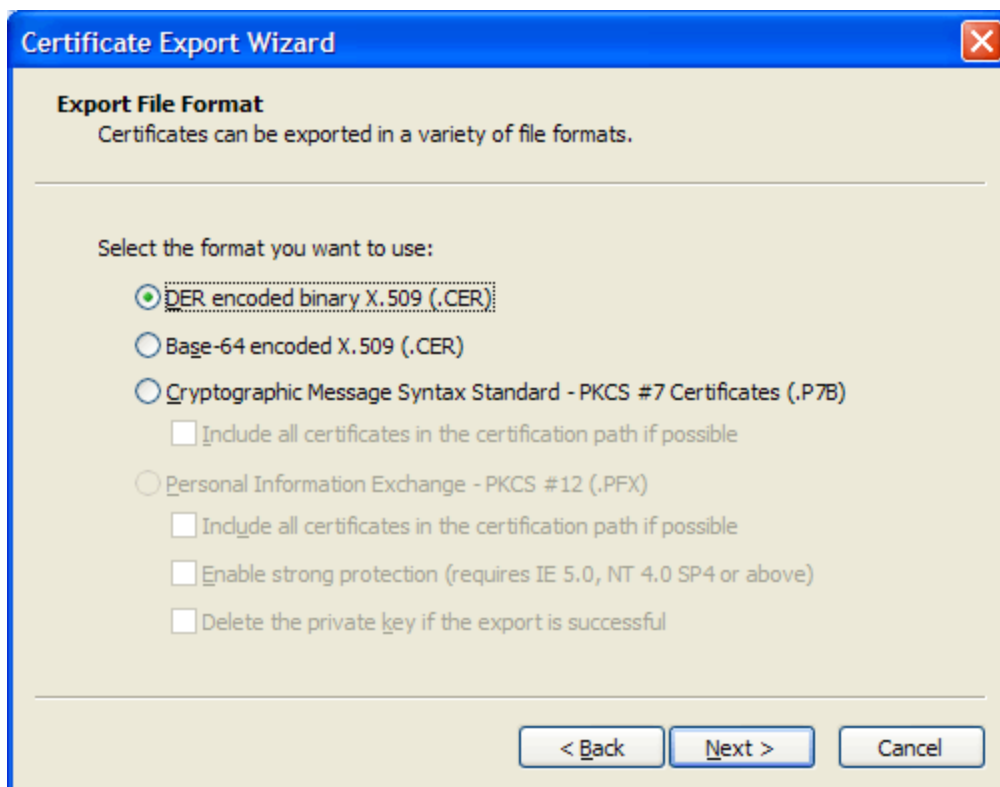 Certificate Export Wizard
Export File Format
Certificates can be exported in a variety of file formats.
Select the format you want to use:
DER encoded binary X.509 (.CER)
Base-64 encoded X.509 (.CER)
Cryptographic Message Syntax Standard - PKCS #7 Certificates (.P7B)
Include all certificates in the certification path if possible
Personal Information Exchange - PKCS #12 (.PFX)
Include all certificates in the certification path if possible
Enable strong protection (requires IE 5.0, NT 4.0 SP4 or above)
Delete the private key if the export is successful
< Back Next > Cancel